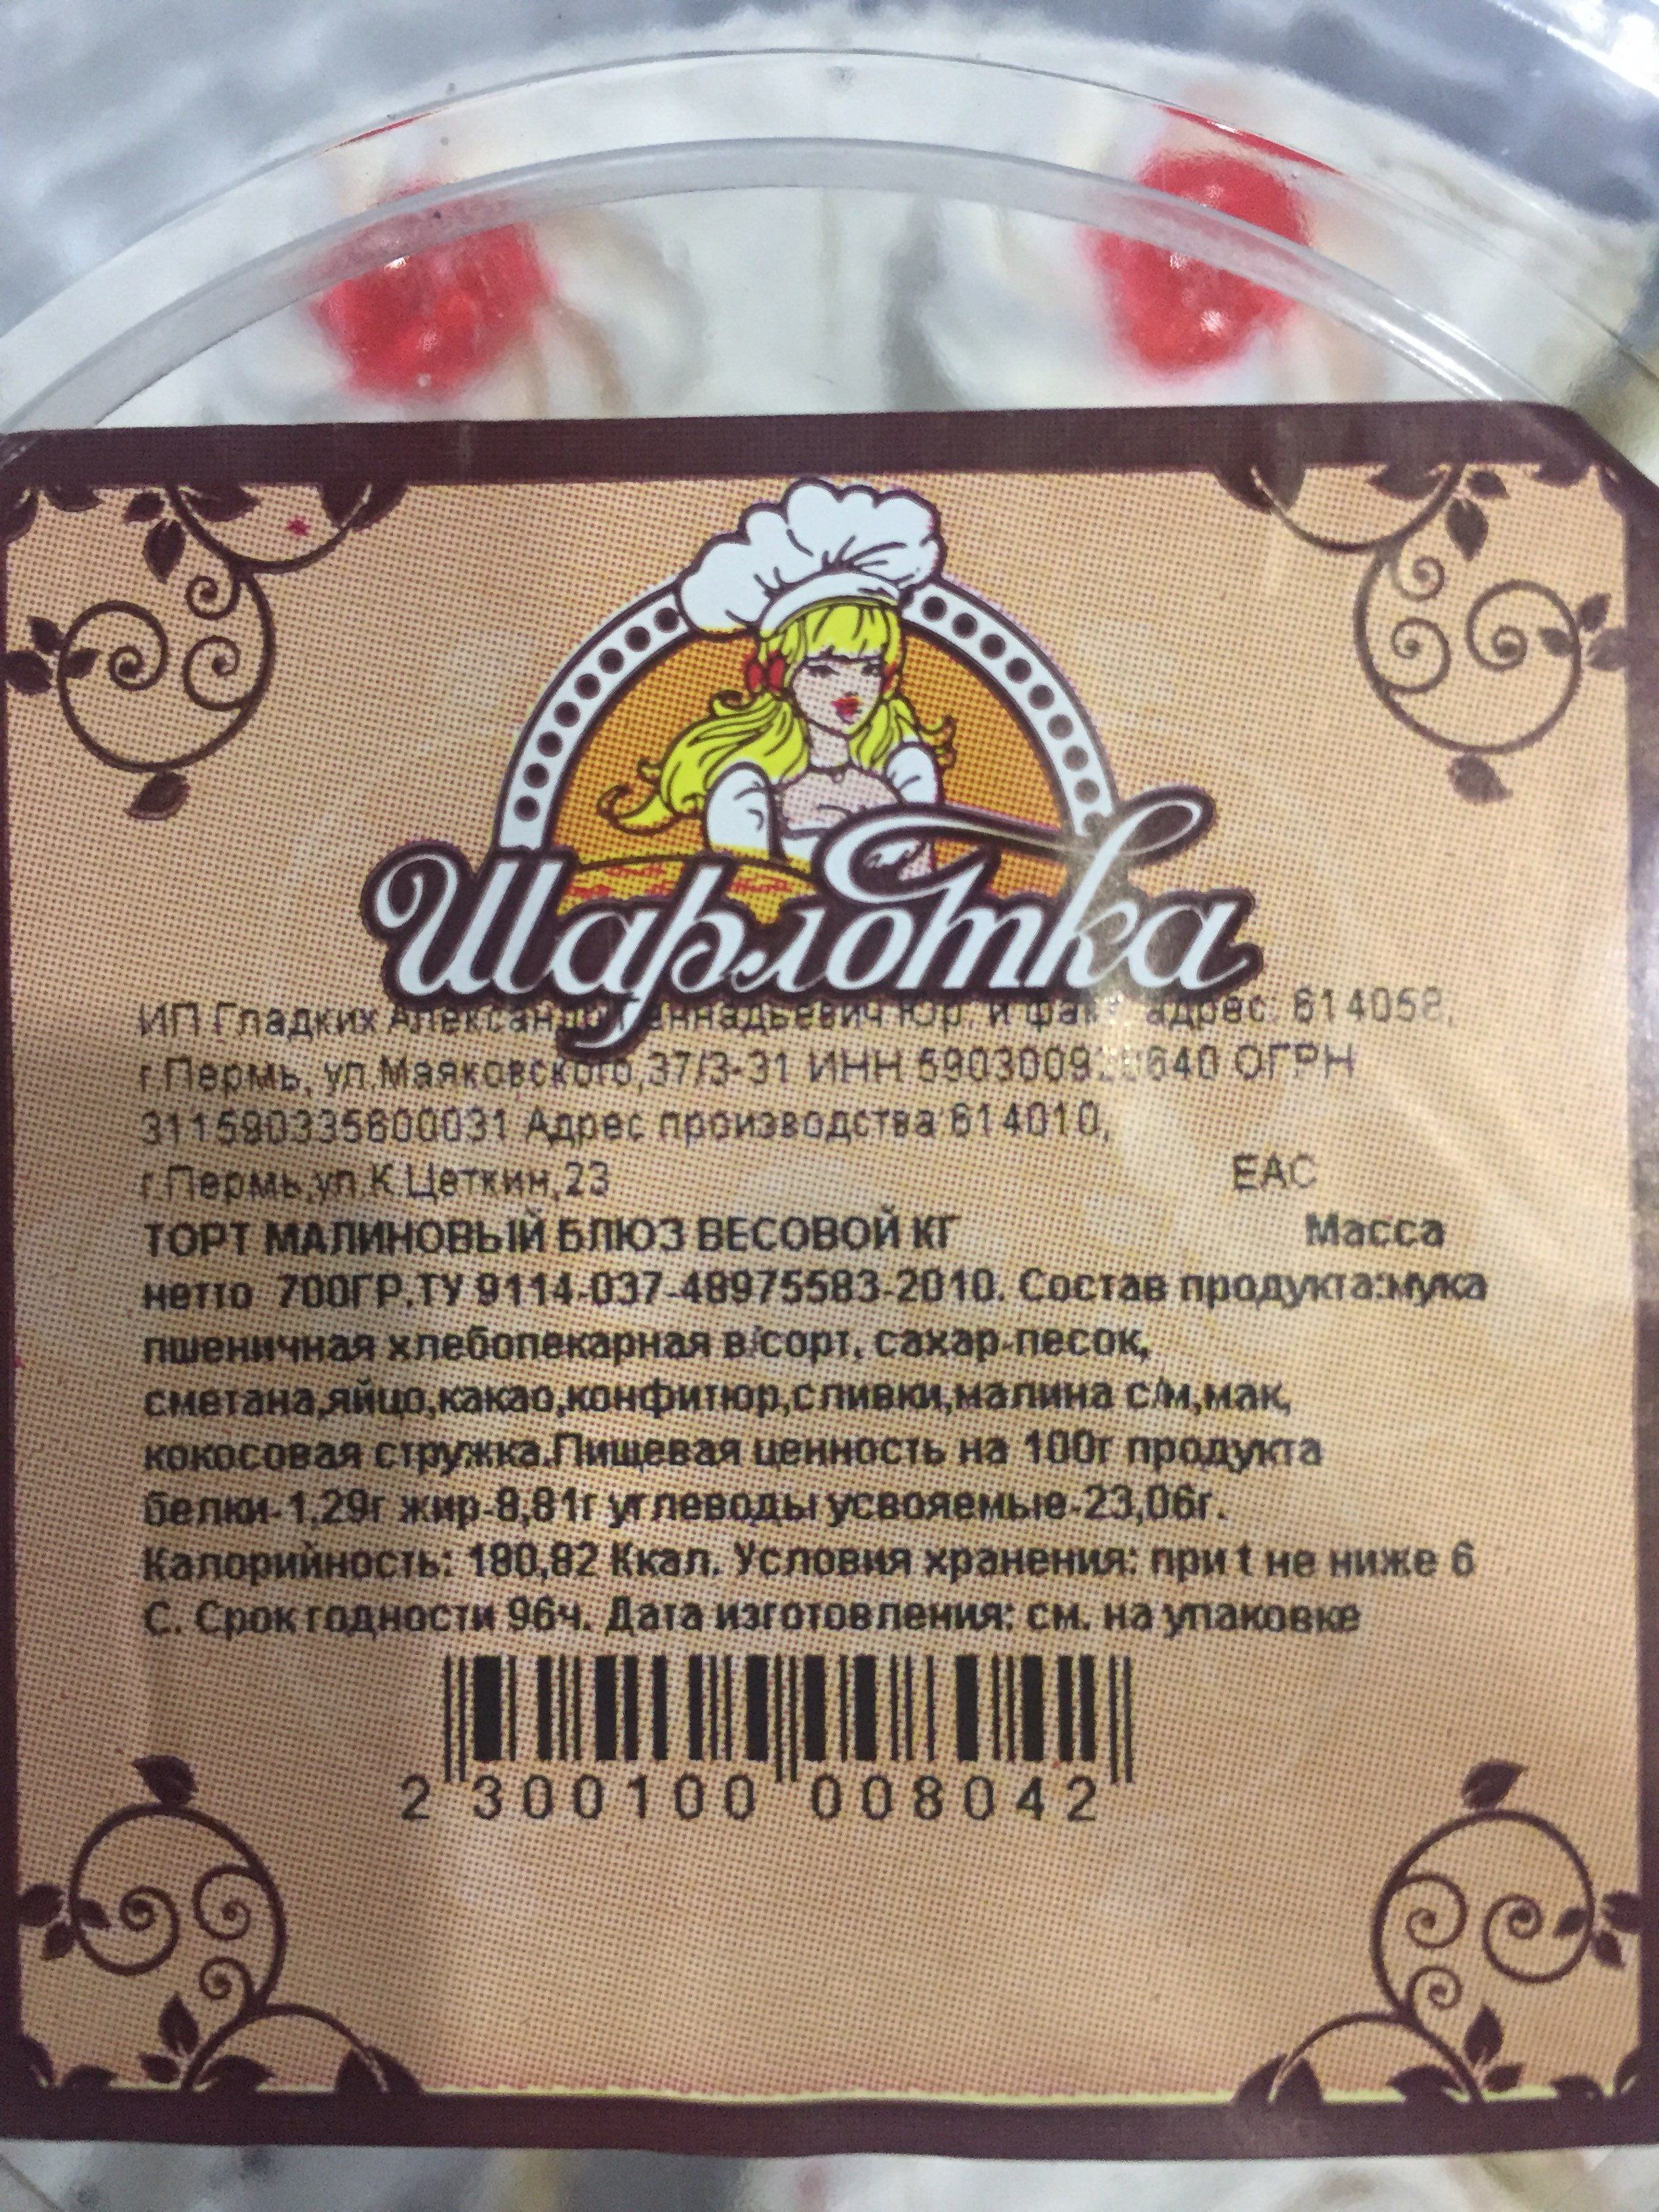 Шарлотка
ИП Гладких Александр Геннадьевич Юр. и факт адрес: 614058,
г.Пермь, ул.Маяковского,37/3-31 ИНН ОГРН
311590335600031 Адрес производства 614010,
г.Пермь,ул.К.Цеткин,23 ЕАС
ТОРТ МАЛИНОВЫЙ БЛЮЗ ВЕСОВОЙ КГ Масса
нетто 700ГР.ТУ 9114-037-48975583-2010. Состав продукта:мука
пшеничная хлебопекарная в/сорт, сахар-песок,
сметана,яйцо,какао,конфитюр,сливки,малина с/м,мак,
кокосовая стружка.Пищевая ценность на 100г продукта
белки-1,29г жир-8,81г углеводы усвояемые-23,06г.
Калорийность: 180,82 Ккал. Условия хранения: при t не ниже 6
С. Срок годности 96ч. Дата изготовления: см. на упаковке
2 300100 008042